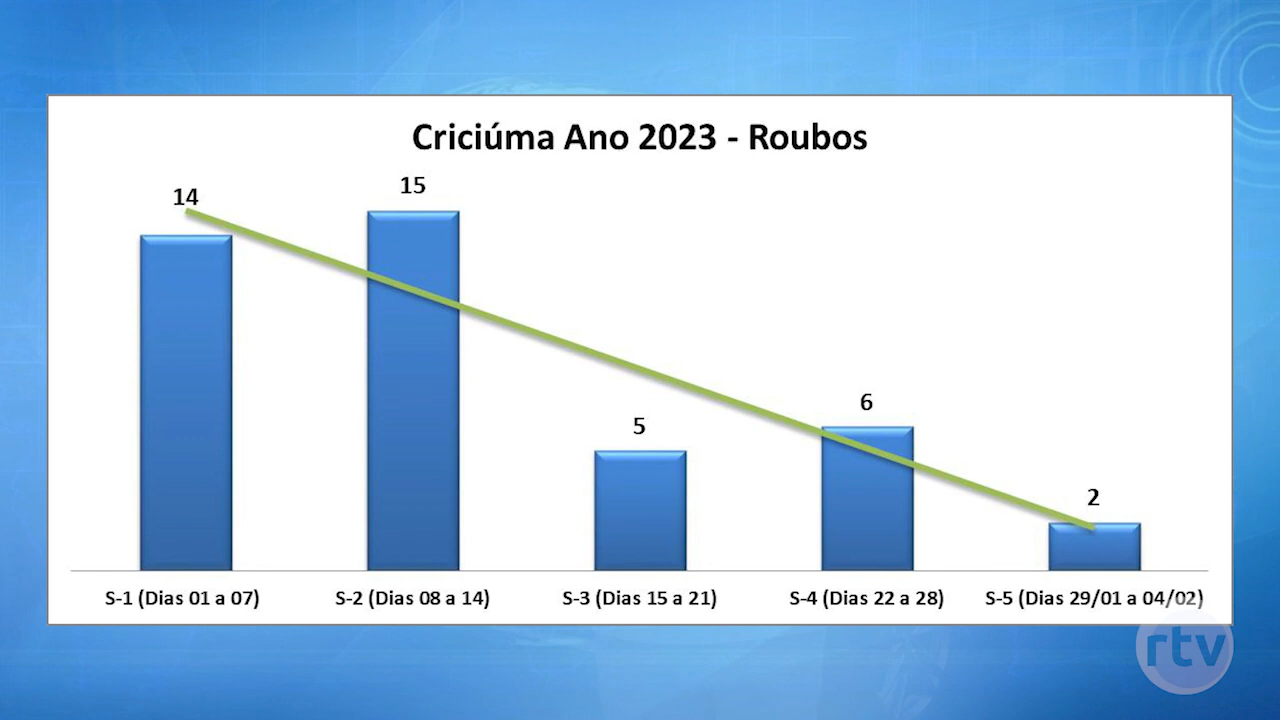 Criciúma Ano 2023 - Roubos
14
15
5
6
2
S-1 (Dias 01 a 07)
S-2 (Dias 08 a 14)
S-3 (Dias 15 a 21)
S-4 (Dias 22 a 28)
S-5 (Dias 29/01 a 04/02)
rtv